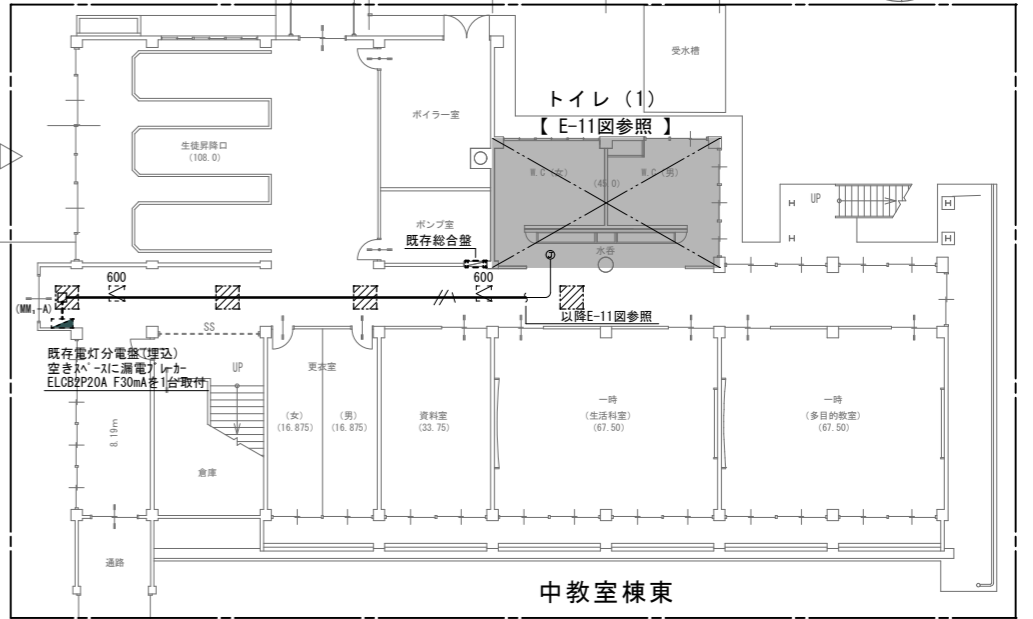 受水槽
トイレ（1）
【 E-11図参照 】
ボイラー室
生徒昇降口
(108.0)
W.C（女）
W.C（男）
(45.0)
ポンプ室
水呑
UP
H
H
H
H
既存総合盤
600
600
以降E-11図参照
SS
既存電灯分電盤(埋込)
空きスペースに漏電ブレーカー
ELCB2P20A F30mAを1台取付
UP
更衣室
(女)
(16.875)
(男)
(16.875)
資料室
(33.75)
一時
(生活科室)
(67.50)
一時
(多目的教室)
(67.50)
8.19m
倉庫
通路
中教室棟東